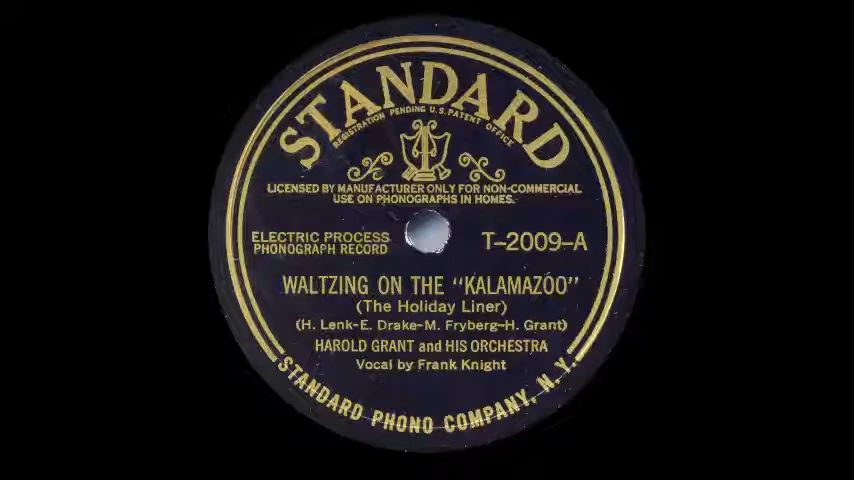 STANDARD
REGISTRATION PENDING U.S. PATENT OFFICE
LICENSED BY MANUFACTURER ONLY FOR NON-COMMERCIAL
USE ON PHONOGRAPHS IN HOMES.
ELECTRIC PROCESS
PHONOGRAPH RECORD
T-2009-A
WALTZING ON THE "KALAMAZOO"
(The Holiday Liner)
(H. Lenk-E. Drake-M. Fryberg-H. Grant)
HAROLD GRANT and HIS ORCHESTRA
Vocal by Frank Knight
STANDARD PHONO COMPANY, N.Y.